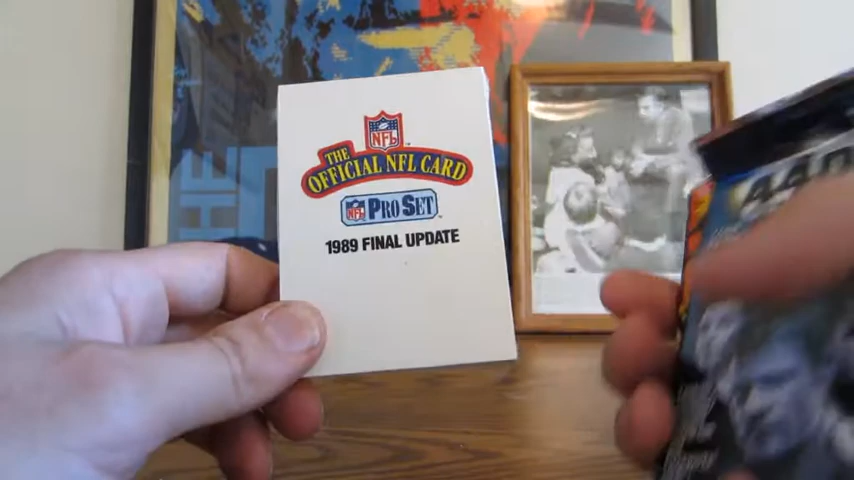 NFL
THE
OFFICIAL NFL CARD
NFL PRO SET
1989 FINAL UPDATE